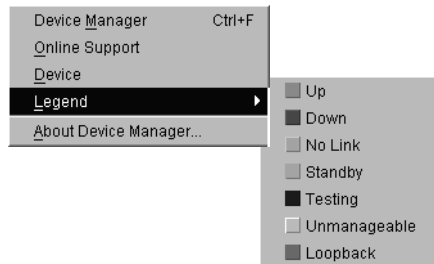 Device Manager Ctrl+F
Online Support
Device
Legend
About Device Manager...
Up
Down
No Link
Standby
Testing
Unmanageable
Loopback